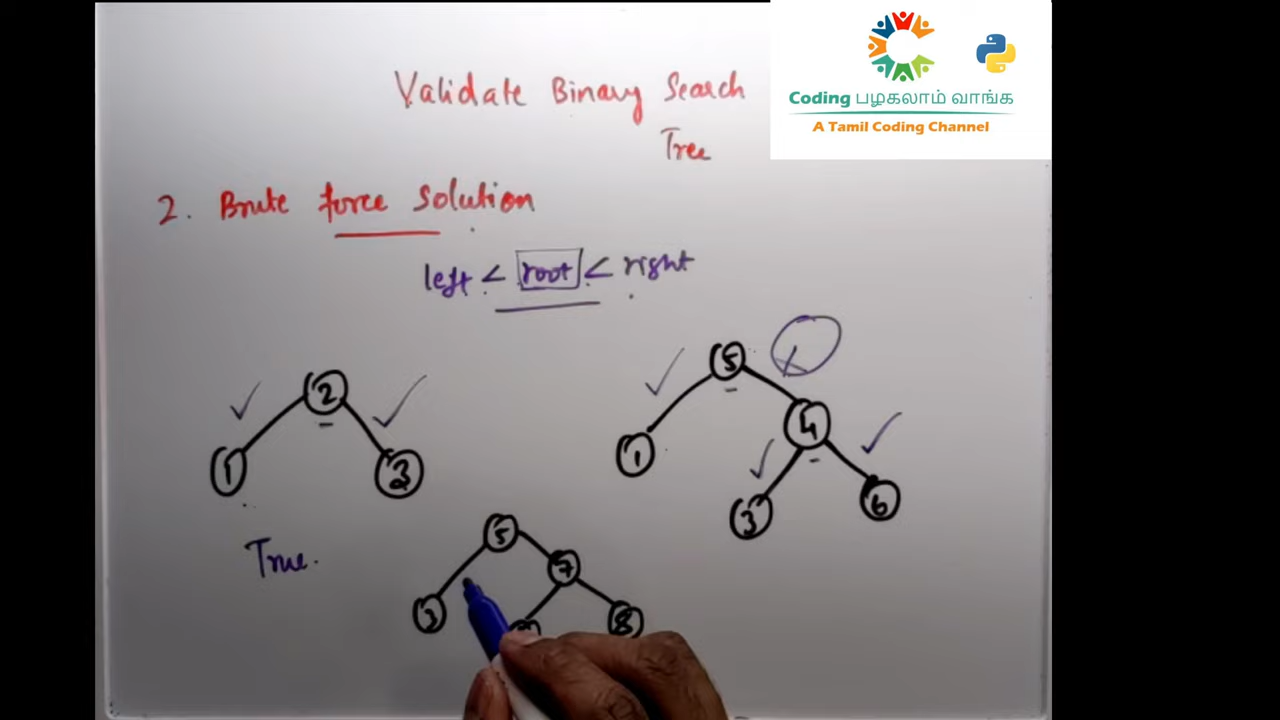 Validate Binary Search
Tree
Coding பழகலாம் வாங்க
A Tamil Coding Channel
2. Brute force solution
left < root < right
2
1
3
True.
5
1
4
3
6
5
3
7
8